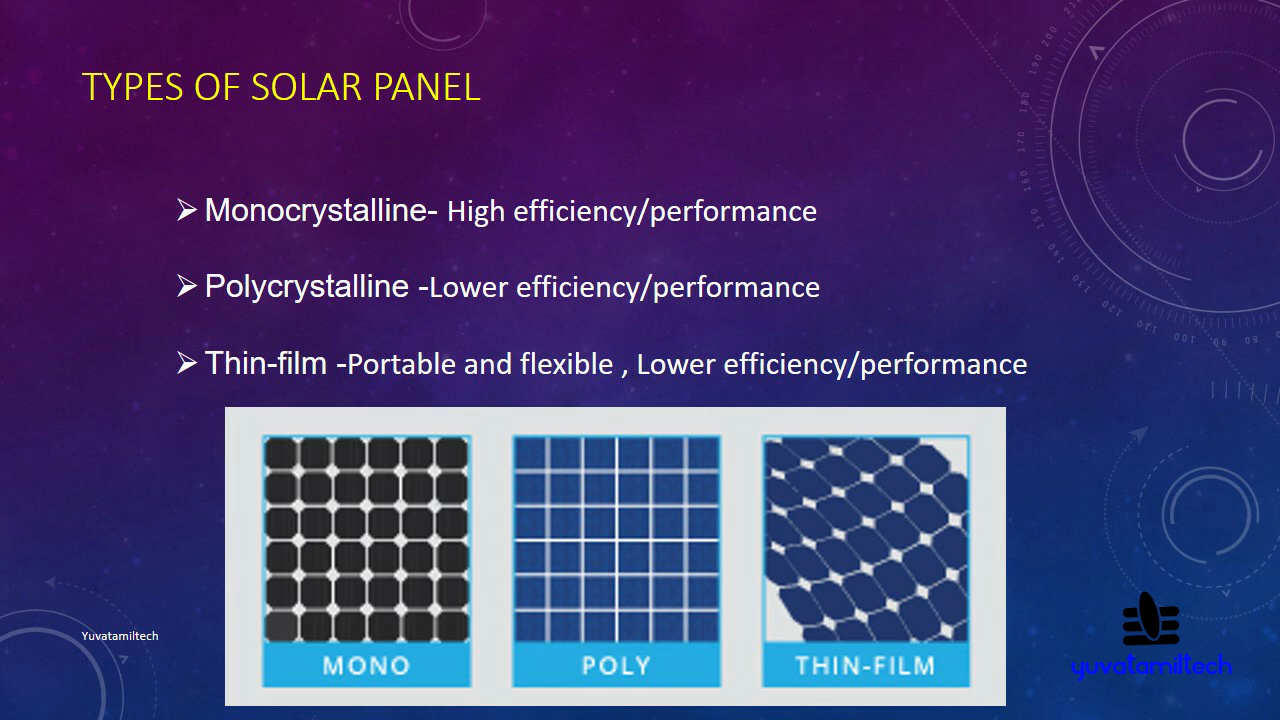 TYPES OF SOLAR PANEL
➢ Monocrystalline- High efficiency/performance
➢ Polycrystalline -Lower efficiency/performance
➢ Thin-film -Portable and flexible , Lower efficiency/performance
MONO POLY THIN-FILM
Yuvatamiltech
yuvatamiltech